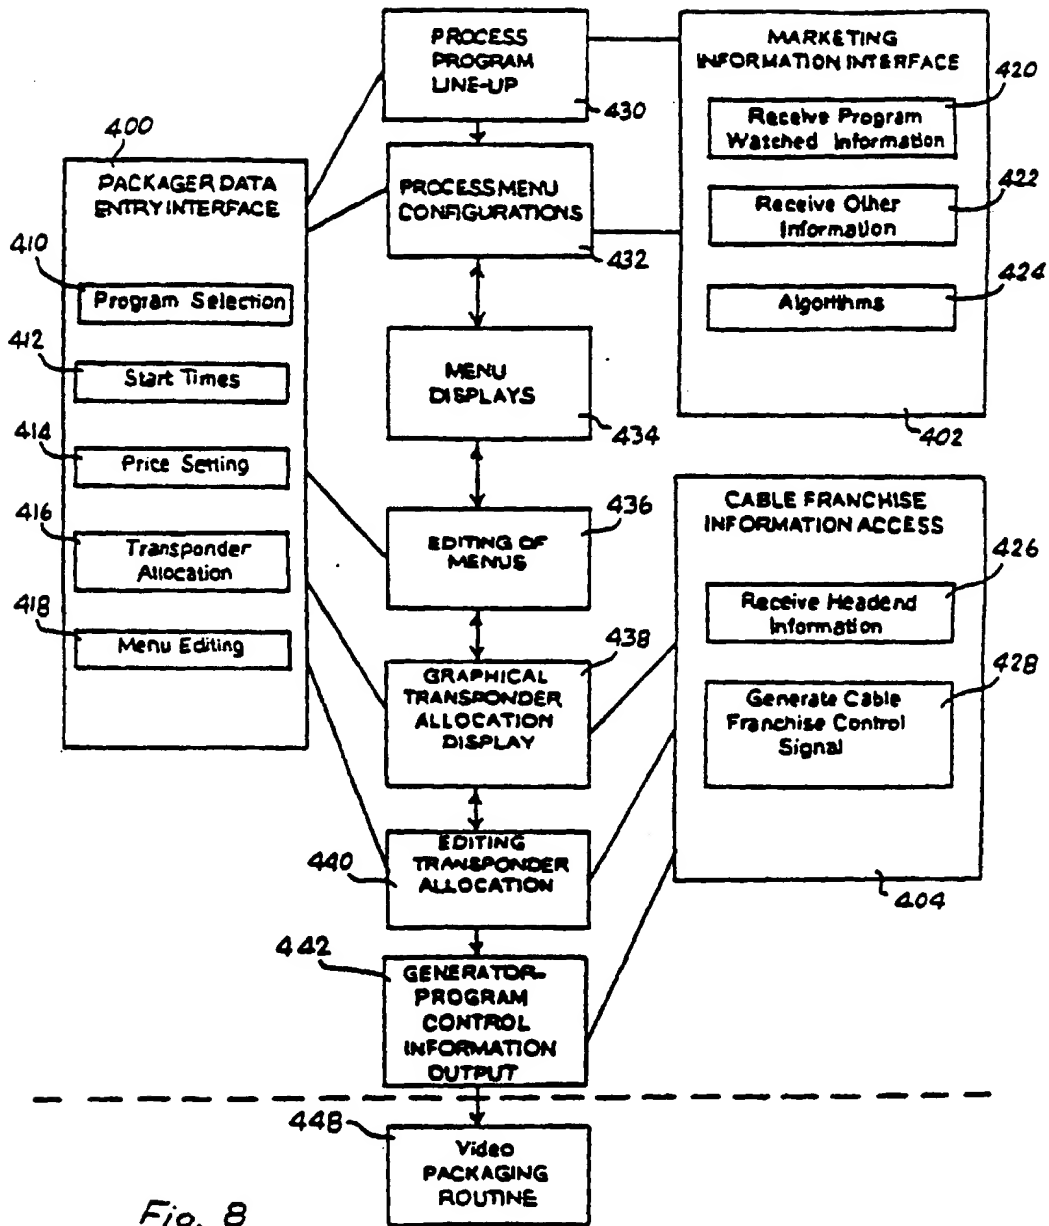 PROCESS
PROGRAM
LINE-UP
430
MARKETING
INFORMATION INTERFACE
420
Receive Program
Watched Information
422
Receive Other
Information
424
Algorithms
402
400
PACKAGER DATA
ENTRY INTERFACE
410
Program Selection
412
Start Times
414
Price Setting
416
Transponder
Allocation
418
Menu Editing
PROCESS MENU
CONFIGURATIONS
432
MENU
DISPLAYS
434
436
EDITING OF
MENUS
438
GRAPHICAL
TRANSPONDER
ALLOCATION
DISPLAY
CABLE FRANCHISE
INFORMATION ACCESS
426
Receive Headend
Information
428
Generate Cable
Franchise Control
Signal
404
440
EDITING
TRANSPONDER
ALLOCATION
442
GENERATOR-
PROGRAM
CONTROL
INFORMATION
OUTPUT
448
Video
PACKAGING
ROUTINE
Fig. 8